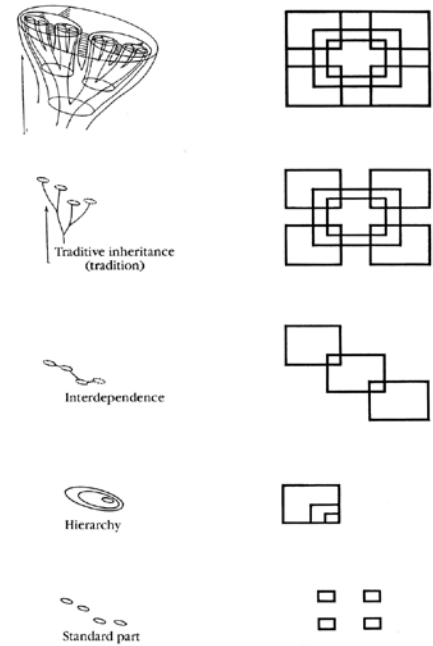 Traditive inheritance
(tradition)
Interdependence
Hierarchy
Standard part